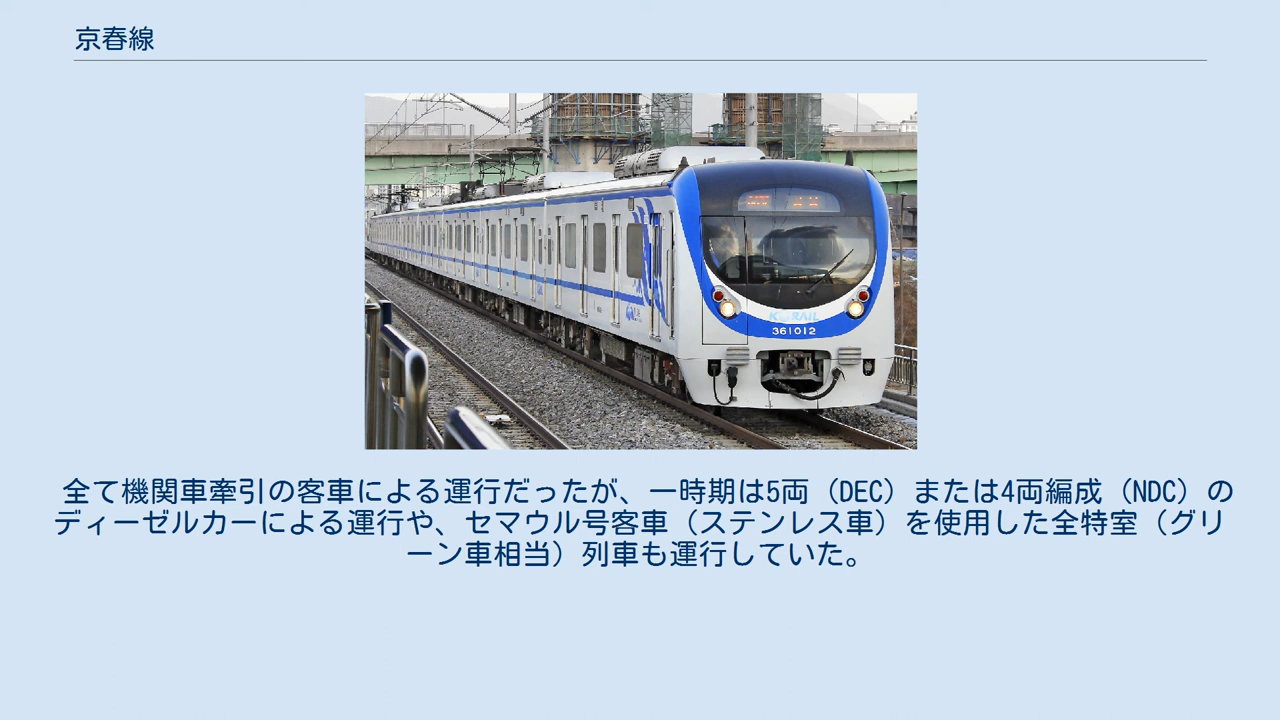 京春線
KORAIL
361012
全て機関車牽引の客車による運行だったが、一時期は5両（DEC）または4両編成（NDC）の
ディーゼルカーによる運行や、セマウル号客車（ステンレス車）を使用した全特室（グリ
ーン車相当）列車も運行していた。